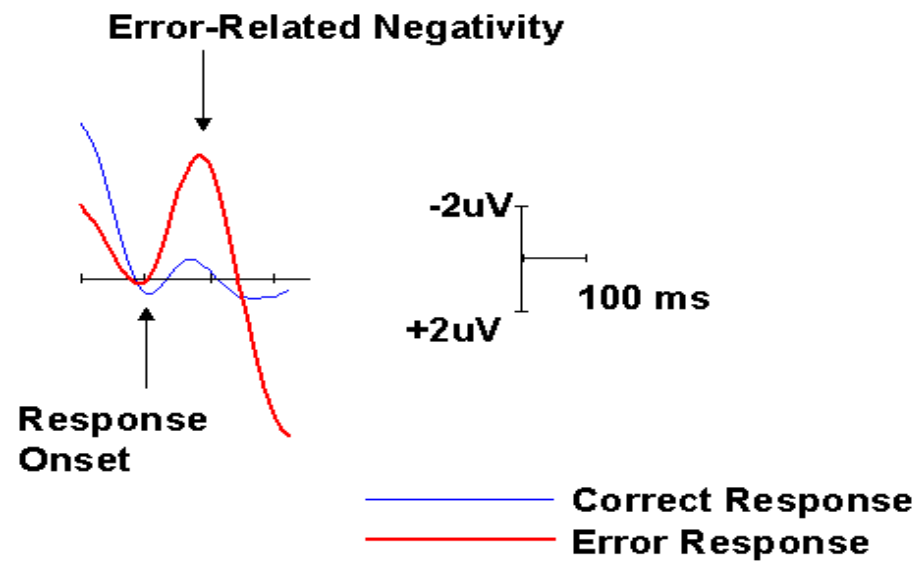 Error-Related Negativity
-2uV
100 ms
+2uV
Response
Onset
Correct Response
Error Response